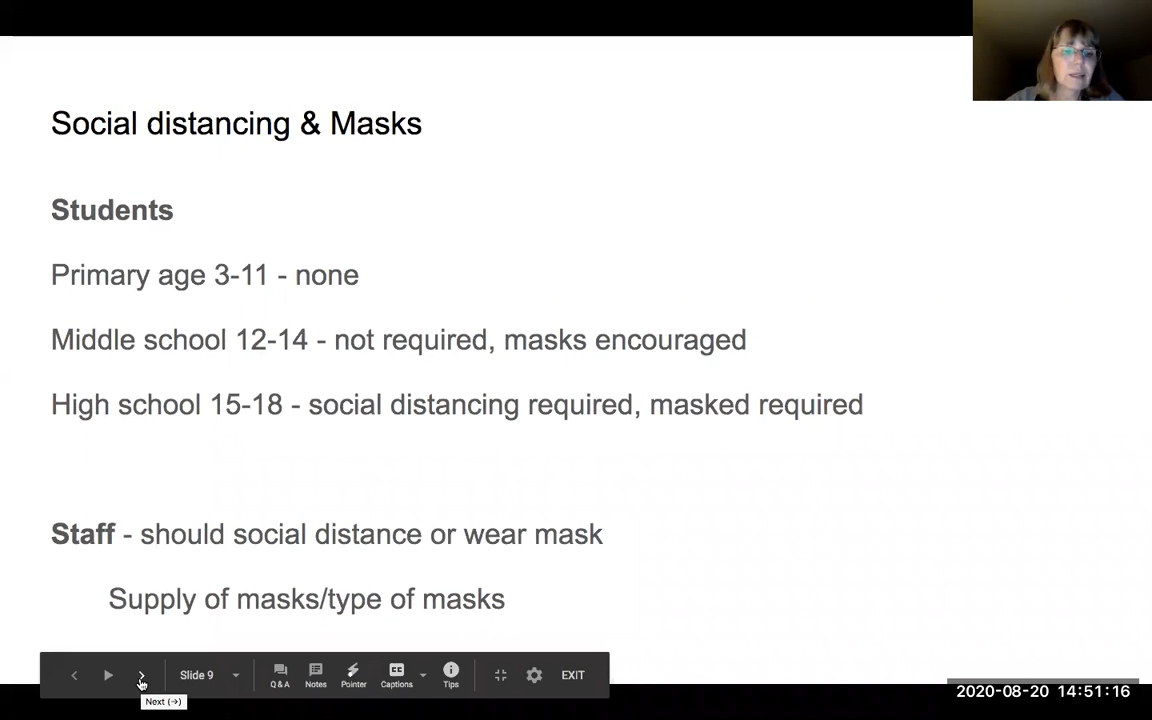 Social distancing & Masks
Students
Primary age 3-11 - none
Middle school 12-14 - not required, masks encouraged
High school 15-18 - social distancing required, masked required
Staff - should social distance or wear mask
Supply of masks/type of masks
Slide 9
Q & A
Notes
Pointer
CC
Captions
Tips
EXIT
Next (→)
2020-08-20 14:51:16